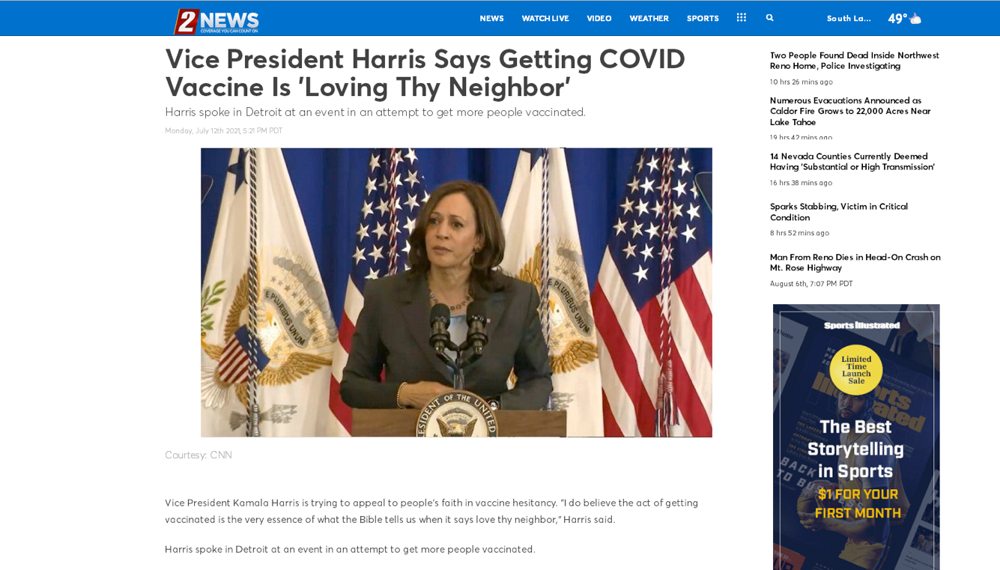 2 NEWS
COVERAGE YOU CAN COUNT ON
NEWS WATCH LIVE VIDEO WEATHER SPORTS South La... 49°
Vice President Harris Says Getting COVID
Vaccine Is 'Loving Thy Neighbor'
Harris spoke in Detroit at an event in an attempt to get more people vaccinated.
Monday, July 12th 2021, 5:21 PM PDT
E PLURIBUS UNUM
E PLURIBUS UNUM
ESIDENT OF THE UNITED
Courtesy: CNN
Vice President Kamala Harris is trying to appeal to people's faith in vaccine hesitancy. "I do believe the act of getting
vaccinated is the very essence of what the Bible tells us when it says love thy neighbor," Harris said.
Harris spoke in Detroit at an event in an attempt to get more people vaccinated.
Two People Found Dead Inside Northwest
Reno Home, Police Investigating
10 hrs 26 mins ago
Numerous Evacuations Announced as
Caldor Fire Grows to 22,000 Acres Near
Lake Tahoe
19 hrs 42 mins ago
14 Nevada Counties Currently Deemed
Having 'Substantial or High Transmission'
16 hrs 38 mins ago
Sparks Stabbing, Victim in Critical
Condition
8 hrs 52 mins ago
Man From Reno Dies in Head-On Crash on
Mt. Rose Highway
August 6th, 7:07 PM PDT
Sports Illustrated
Limited
Time
Launch
Sale
The Best
Storytelling
in Sports
$1 FOR YOUR
FIRST MONTH